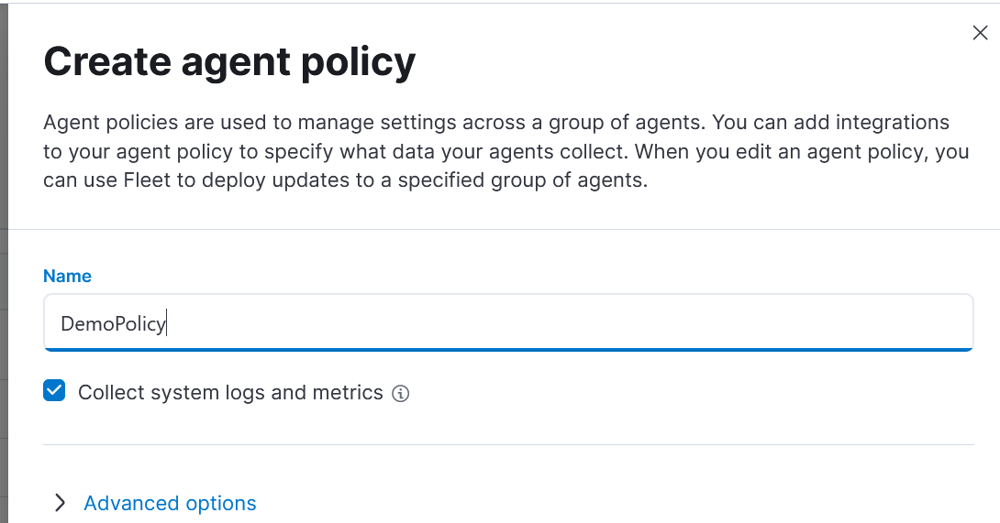 Create agent policy
Agent policies are used to manage settings across a group of agents. You can add integrations
to your agent policy to specify what data your agents collect. When you edit an agent policy, you
can use Fleet to deploy updates to a specified group of agents.
Name
DemoPolicy
Collect system logs and metrics
Advanced options